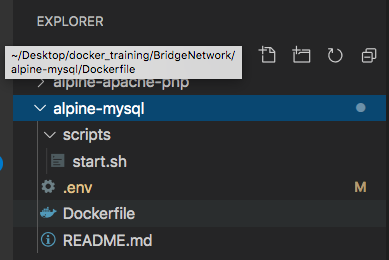 EXPLORER
~/Desktop/docker_training/BridgeNetwork/
alpine-mysql/Dockerfile
alpine-apache-php
alpine-mysql
scripts
start.sh
.env M
Dockerfile
README.md